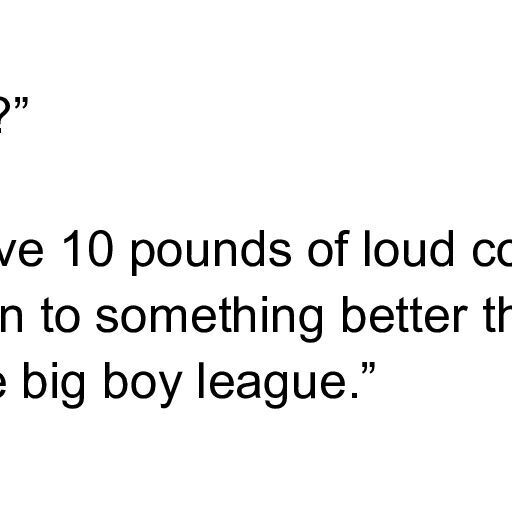 ?”
ve 10 pounds of loud co
n to something better th
e big boy league.”